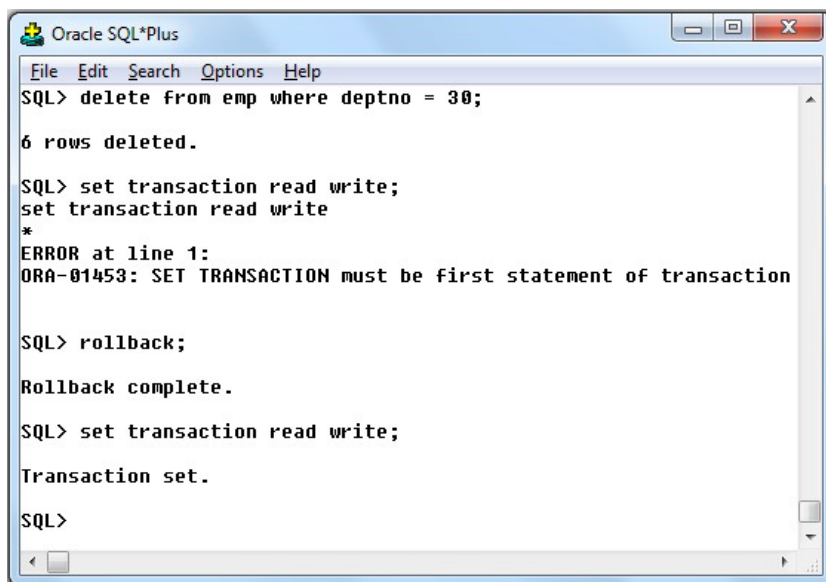 Oracle SQL*Plus
File Edit Search Options Help
SQL> delete from emp where deptno = 30;
6 rows deleted.
SQL> set transaction read write;
set transaction read write
*
ERROR at line 1:
ORA-01453: SET TRANSACTION must be first statement of transaction
SQL> rollback;
Rollback complete.
SQL> set transaction read write;
Transaction set.
SQL>